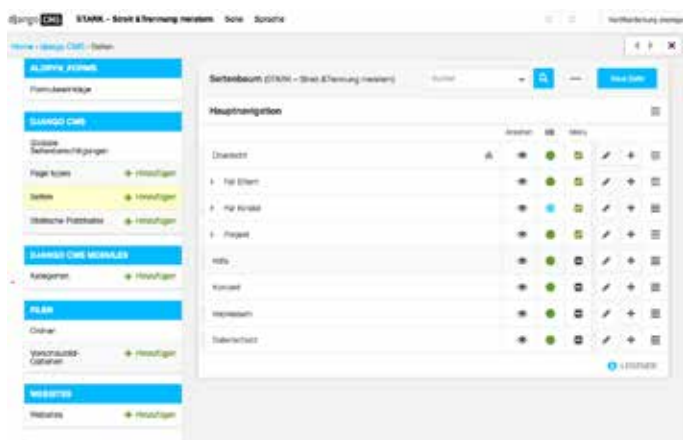 django CMS STARK – Streit & Trennung meistern Seite Sprache
Home › django CMS › Seiten
ALDRYN_FORMS
Formulareinträge
DJANGO CMS
Globale
Seitenberechtigungen
Page types + Hinzufügen
Seiten + Hinzufügen
Statische Platzhalter + Hinzufügen
DJANGO CMS MODULES
Kategorien + Hinzufügen
FILER
Ordner
Vorschaubild-
Optionen + Hinzufügen
WEBSITES
Websites + Hinzufügen
Seitenbaum (STARK – Streit & Trennung meistern) Suche Neue Seite
Hauptnavigation
Ansehen DE Menü
Übersicht
Für Eltern
Für Kinder
Projekt
Hilfe
Konzept
Impressum
Datenschutz
LEGENDE